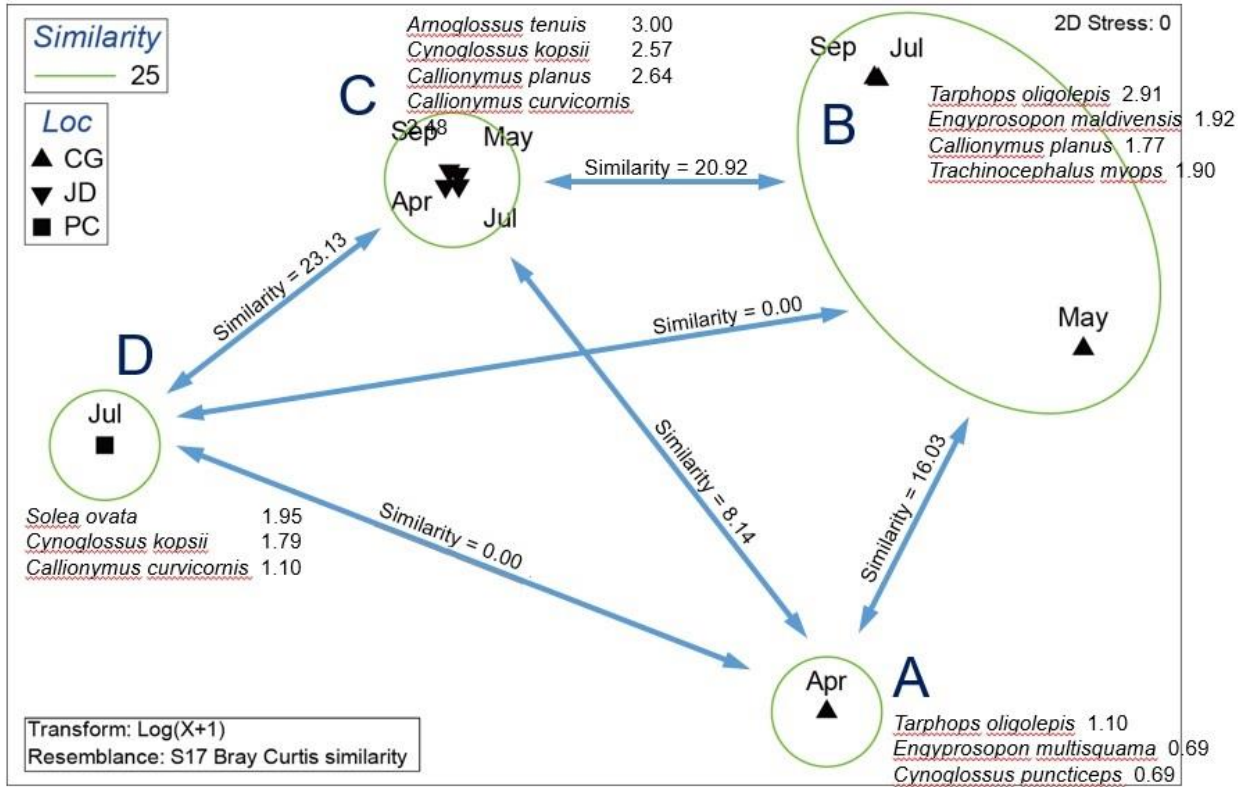 Similarity
25
Loc
CG
JD
PC
2D Stress: 0
C
Arnoglossus tenuis 3.00
Cynoglossus kopsii 2.57
Callionymus planus 2.64
Callionymus curvicornis
2.48
Sep
May
Apr
Jul
Sep Jul
B
Tarphops oligolepis 2.91
Engyprosopon maldivensis 1.92
Callionymus planus 1.77
Trachinocephalus myops 1.90
May
Similarity = 20.92
Similarity = 23.13
Similarity = 0.00
D
Jul
Solea ovata 1.95
Cynoglossus kopsii 1.79
Callionymus curvicornis 1.10
Similarity = 8.14
Similarity = 16.03
Similarity = 0.00
A
Apr
Tarphops oligolepis 1.10
Engyprosopon multisquama 0.69
Cynoglossus puncticeps 0.69
Transform: Log(X+1)
Resemblance: S17 Bray Curtis similarity